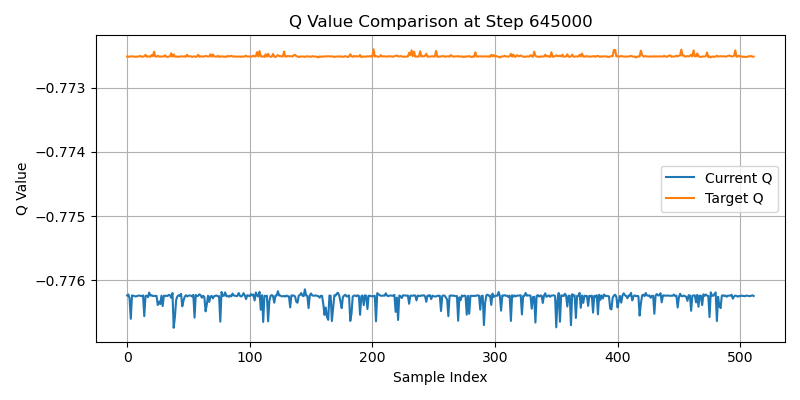 Q Value Comparison at Step 645000
Q Value
−0.773
−0.774
−0.775
−0.776
Current Q
Target Q
0 100 200 300 400 500
Sample Index